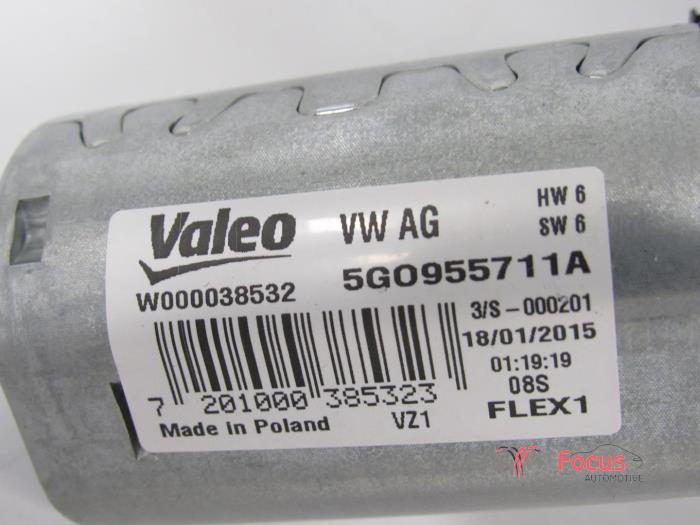 Valeo VW AG HW 6
SW 6
W000038532 5G0955711A
3/S-000201
18/01/2015
01:19:19
08S
7 201000 385323
Made in Poland VZ1 FLEX1
Focus
AUTOMOTIVE